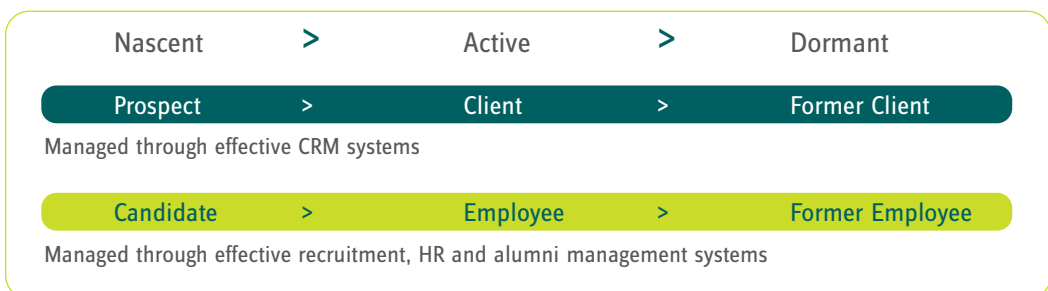 Nascent > Active > Dormant
Prospect > Client > Former Client
Managed through effective CRM systems
Candidate > Employee > Former Employee
Managed through effective recruitment, HR and alumni management systems